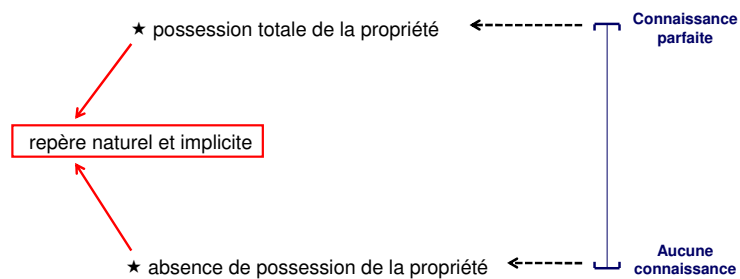 ★ possession totale de la propriété
Connaissance
parfaite
repère naturel et implicite
★ absence de possession de la propriété
Aucune
connaissance